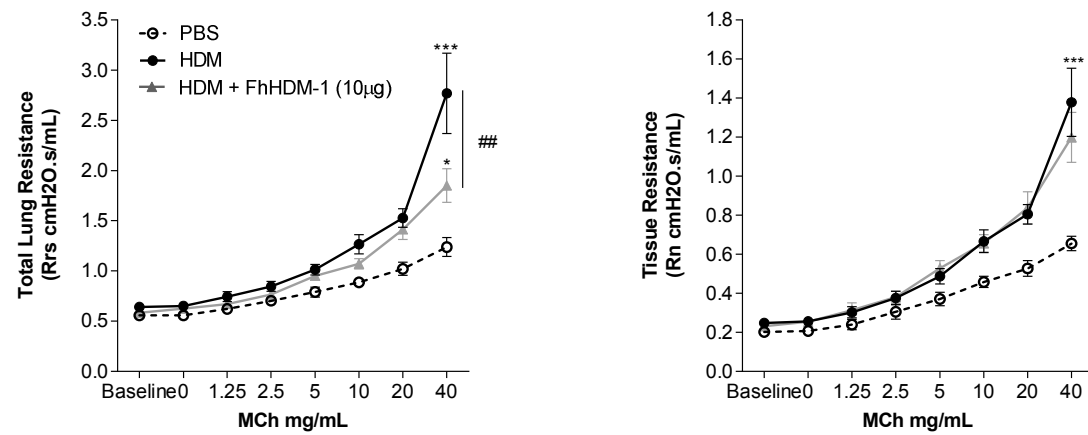 3.5
3.0
2.5
2.0
1.5
1.0
0.5
0.0
Total Lung Resistance
(Rrs cmH2O.s/mL)
PBS
HDM
HDM + FhHDM-1 (10µg)
***
*
##
Baseline 0 1.25 2.5 5 10 20 40
MCh mg/mL
1.8
1.6
1.4
1.2
1.0
0.8
0.6
0.4
0.2
0.0
Tissue Resistance
(Rn cmH2O.s/mL)
***
Baseline 0 1.25 2.5 5 10 20 40
MCh mg/mL